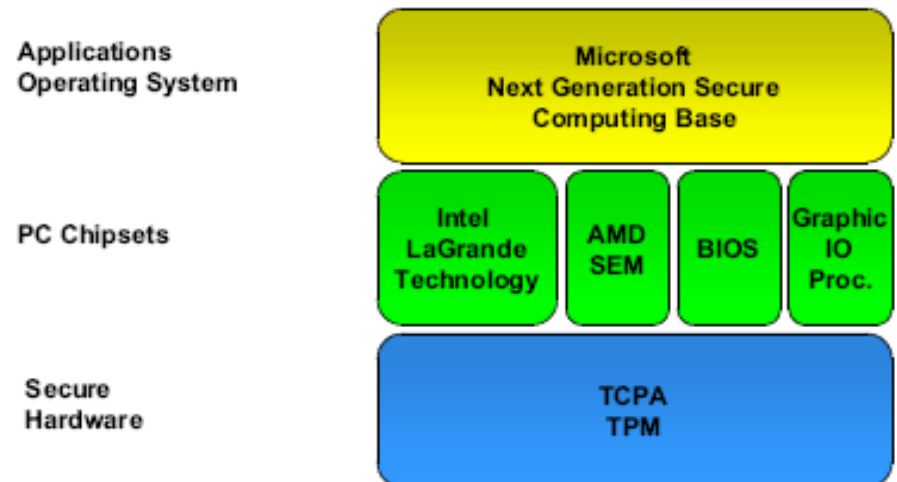 Applications
Operating System
Microsoft
Next Generation Secure
Computing Base
PC Chipsets
Intel
LaGrande
Technology
AMD
SEM
BIOS
Graphic
IO
Proc.
Secure
Hardware
TCPA
TPM